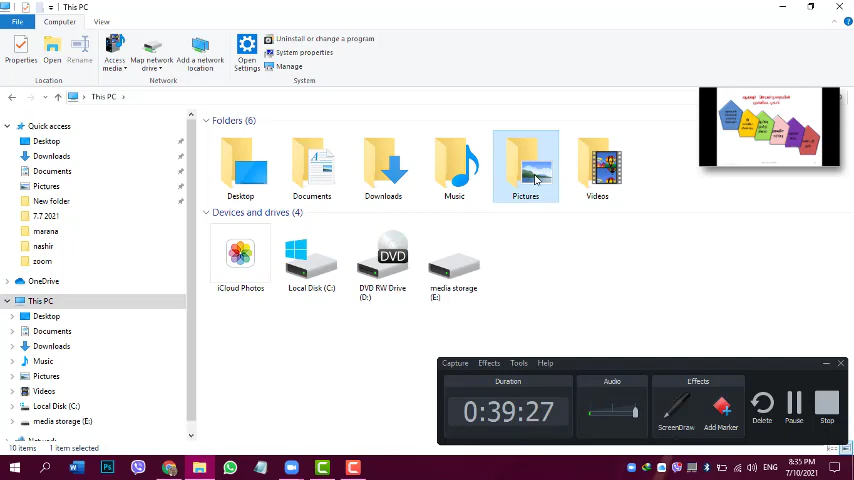 This PC
File
Computer
View
Properties
Open
Rename
Access media
Map network drive
Add a network location
Open Settings
Uninstall or change a program
System properties
Manage
Location
Network
System
This PC
Quick access
Desktop
Downloads
Documents
Pictures
New folder
7.7 2021
marana
nashir
zoom
OneDrive
This PC
Desktop
Documents
Downloads
Music
Pictures
Videos
Local Disk (C:)
media storage (E:)
Folders (6)
Desktop
Documents
Downloads
Music
Pictures
Videos
Devices and drives (4)
DVD
iCloud Photos
Local Disk (C:)
DVD RW Drive (D:)
media storage (E:)
Capture Effects Tools Help
Duration
0:39:27
Audio
Effects
ScreenDraw
Add Marker
Delete
Pause
Stop
10 items
1 item selected
ENG
8:35 PM
7/10/2021